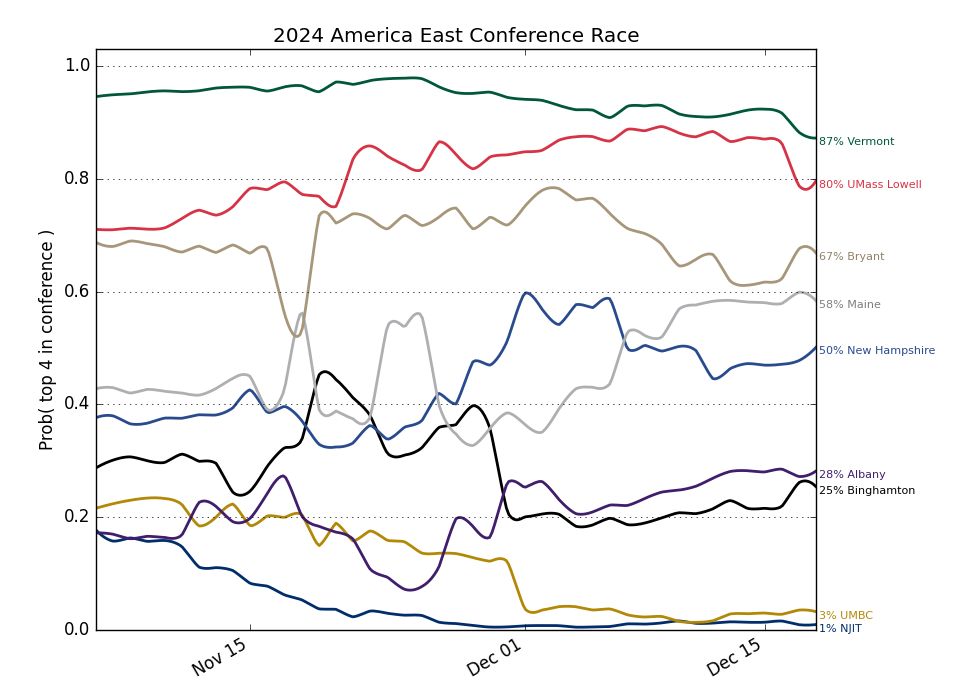 2024 America East Conference Race
Prob( top 4 in conference )
1.0
0.8
0.6
0.4
0.2
0.0
87% Vermont
80% UMass Lowell
67% Bryant
58% Maine
50% New Hampshire
28% Albany
25% Binghamton
3% UMBC
1% NJIT
Nov 15
Dec 01
Dec 15